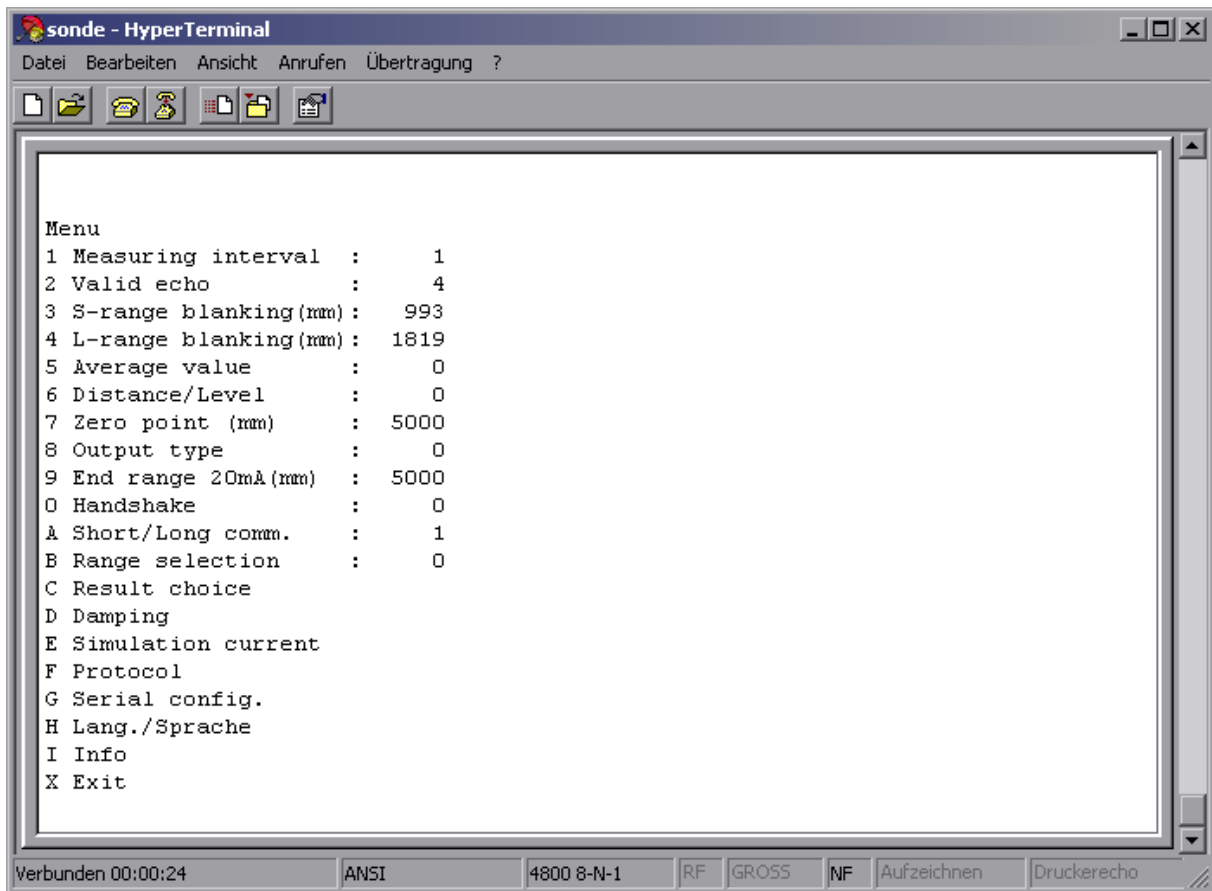 sonde - HyperTerminal
Datei Bearbeiten Ansicht Anrufen Übertragung ?
Menu
1 Measuring interval : 1
2 Valid echo : 4
3 S-range blanking(mm): 993
4 L-range blanking(mm): 1819
5 Average value : 0
6 Distance/Level : 0
7 Zero point (mm) : 5000
8 Output type : 0
9 End range 20mA(mm) : 5000
0 Handshake : 0
A Short/Long comm. : 1
B Range selection : 0
C Result choice
D Damping
E Simulation current
F Protocol
G Serial config.
H Lang./Sprache
I Info
X Exit
Verbunden 00:00:24 ANSI 4800 8-N-1 RF GROSS NF Aufzeichnen Druckerecho